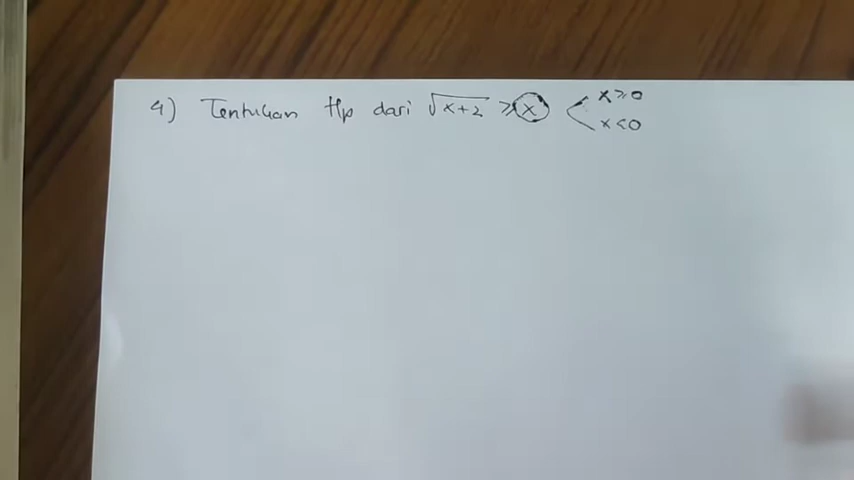 4) Tentukan Hp dari √x+2 ≥ x < x ≥ 0
x < 0